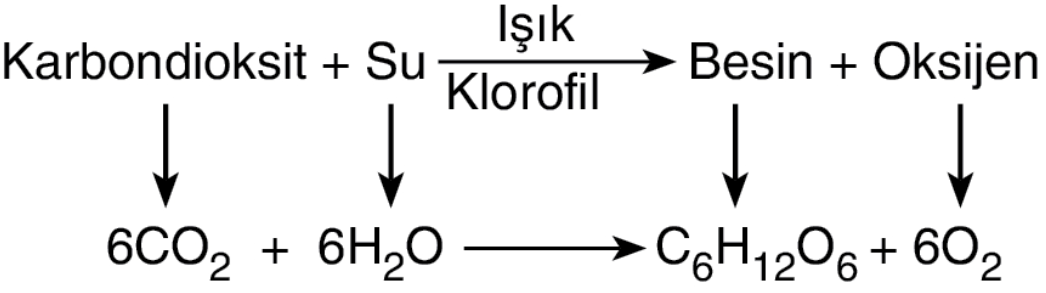 Işık
Karbondioksit + Su Besin + Oksijen
Klorofil
6CO₂ + 6H₂O C₆H₁₂O₆ + 6O₂